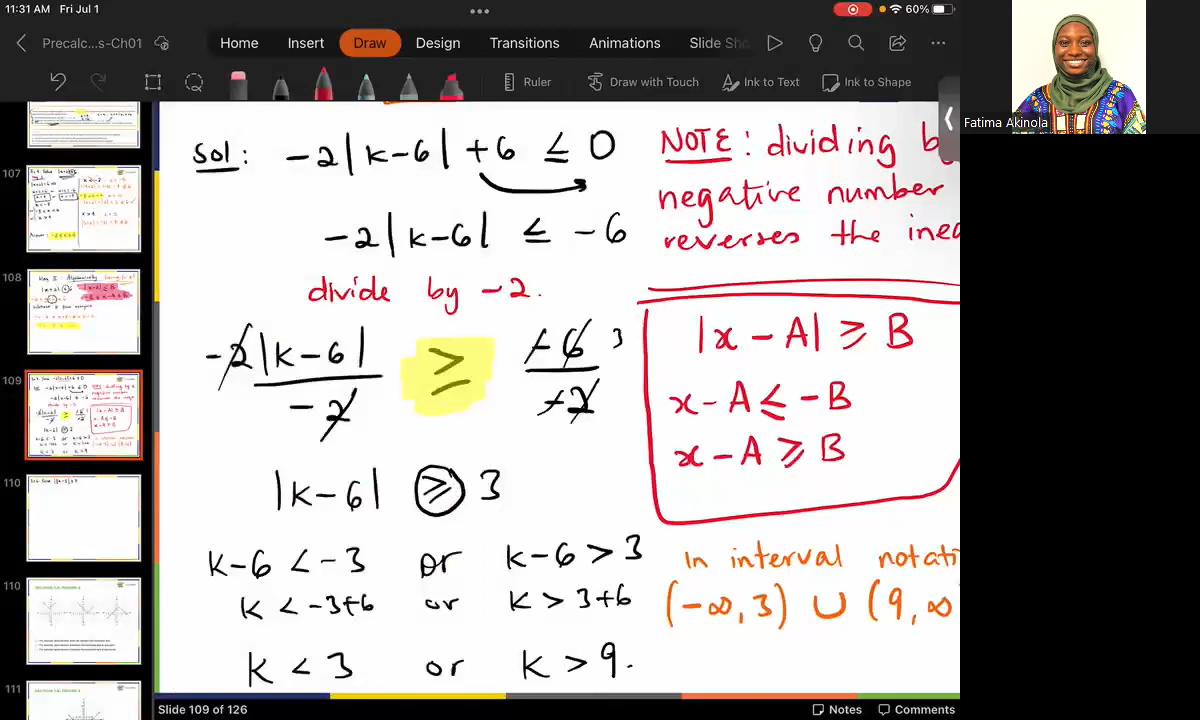 11:31 AM Fri Jul 1
60%
Precalc...s-Ch01
Home Insert Draw Design Transitions Animations Slide Sho
Ruler Draw with Touch Ink to Text Ink to Shape
Fatima Akinola
107
108
109
110
110
111
Sol: -2|k-6| +6 ≤ 0
-2|k-6| ≤ -6
divide by -2.
-2|k-6| ≥ -6 3
-2 -2
|k-6| ≥ 3
k-6 < -3 or k-6 > 3
k < -3+6 or k > 3+6
k < 3 or k > 9.
NOTE: dividing b
negative number
reverses the ineq
|x - A| ≥ B
x - A ≤ -B
x - A ≥ B
In interval notati
(-∞, 3) ∪ (9, ∞
Slide 109 of 126
Notes Comments